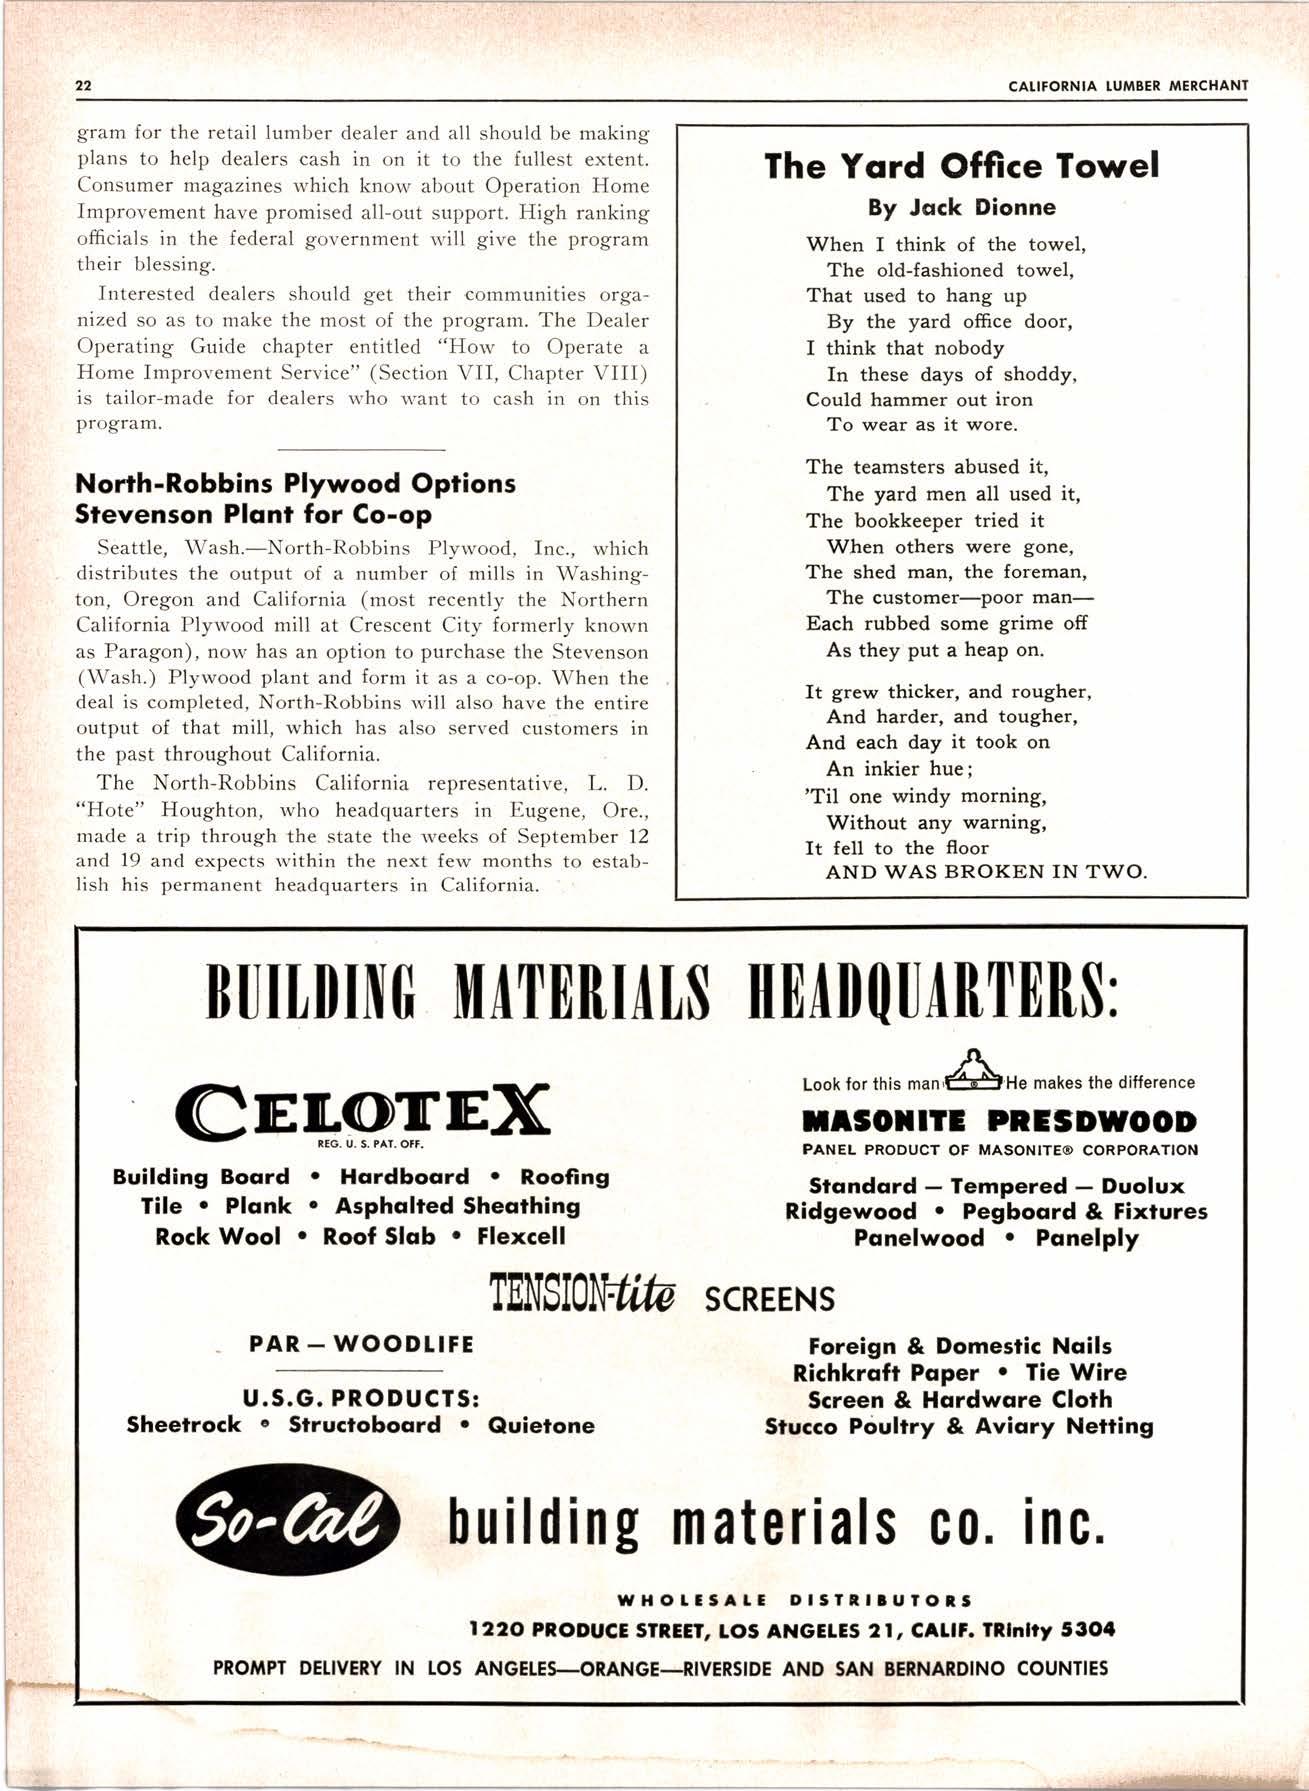 22
CALIFORNIA LUMBER MERCHANT
gram for the retail lumber dealer and all should be making
plans to help dealers cash in on it to the fullest extent.
Consumer magazines which know about Operation Home
Improvement have promised all-out support. High ranking
officials in the federal government will give the program
their blessing.
Interested dealers should get their communities orga-
nized so as to make the most of the program. The Dealer
Operating Guide chapter entitled “How to Operate a
Home Improvement Service” (Section VII, Chapter VIII)
is tailor-made for dealers who want to cash in on this
program.
North-Robbins Plywood Options
Stevenson Plant for Co-op
Seattle, Wash.—North-Robbins Plywood, Inc., which
distributes the output of a number of mills in Washing-
ton, Oregon and California (most recently the Northern
California Plywood mill at Crescent City formerly known
as Paragon), now has an option to purchase the Stevenson
(Wash.) Plywood plant and form it as a co-op. When the
deal is completed, North-Robbins will also have the entire
output of that mill, which has also served customers in
the past throughout California.
The North-Robbins California representative, L. D.
“Hote” Houghton, who headquarters in Eugene, Ore.,
made a trip through the state the weeks of September 12
and 19 and expects within the next few months to estab-
lish his permanent headquarters in California.
The Yard Office Towel
By Jack Dionne
When I think of the towel,
The old-fashioned towel,
That used to hang up
By the yard office door,
I think that nobody
In these days of shoddy,
Could hammer out iron
To wear as it wore.
The teamsters abused it,
The yard men all used it,
The bookkeeper tried it
When others were gone,
The shed man, the foreman,
The customer—poor man—
Each rubbed some grime off
As they put a heap on.
It grew thicker, and rougher,
And harder, and tougher,
And each day it took on
An inkier hue;
’Til one windy morning,
Without any warning,
It fell to the floor
AND WAS BROKEN IN TWO.
BUILDING MATERIALS HEADQUARTERS:
CELOTEX
REG. U. S. PAT. OFF.
Building Board • Hardboard • Roofing
Tile • Plank • Asphalted Sheathing
Rock Wool • Roof Slab • Flexcell
Look for this man ® He makes the difference
MASONITE PRESDWOOD
PANEL PRODUCT OF MASONITE® CORPORATION
Standard — Tempered — Duolux
Ridgewood • Pegboard & Fixtures
Panelwood • Panelply
TENSION-tite SCREENS
PAR — WOODLIFE
U.S.G. PRODUCTS:
Sheetrock • Structoboard • Quietone
Foreign & Domestic Nails
Richkraft Paper • Tie Wire
Screen & Hardware Cloth
Stucco Poultry & Aviary Netting
So-Cal building materials co. inc.
WHOLESALE DISTRIBUTORS
1220 PRODUCE STREET, LOS ANGELES 21, CALIF. TRinity 5304
PROMPT DELIVERY IN LOS ANGELES—ORANGE—RIVERSIDE AND SAN BERNARDINO COUNTIES